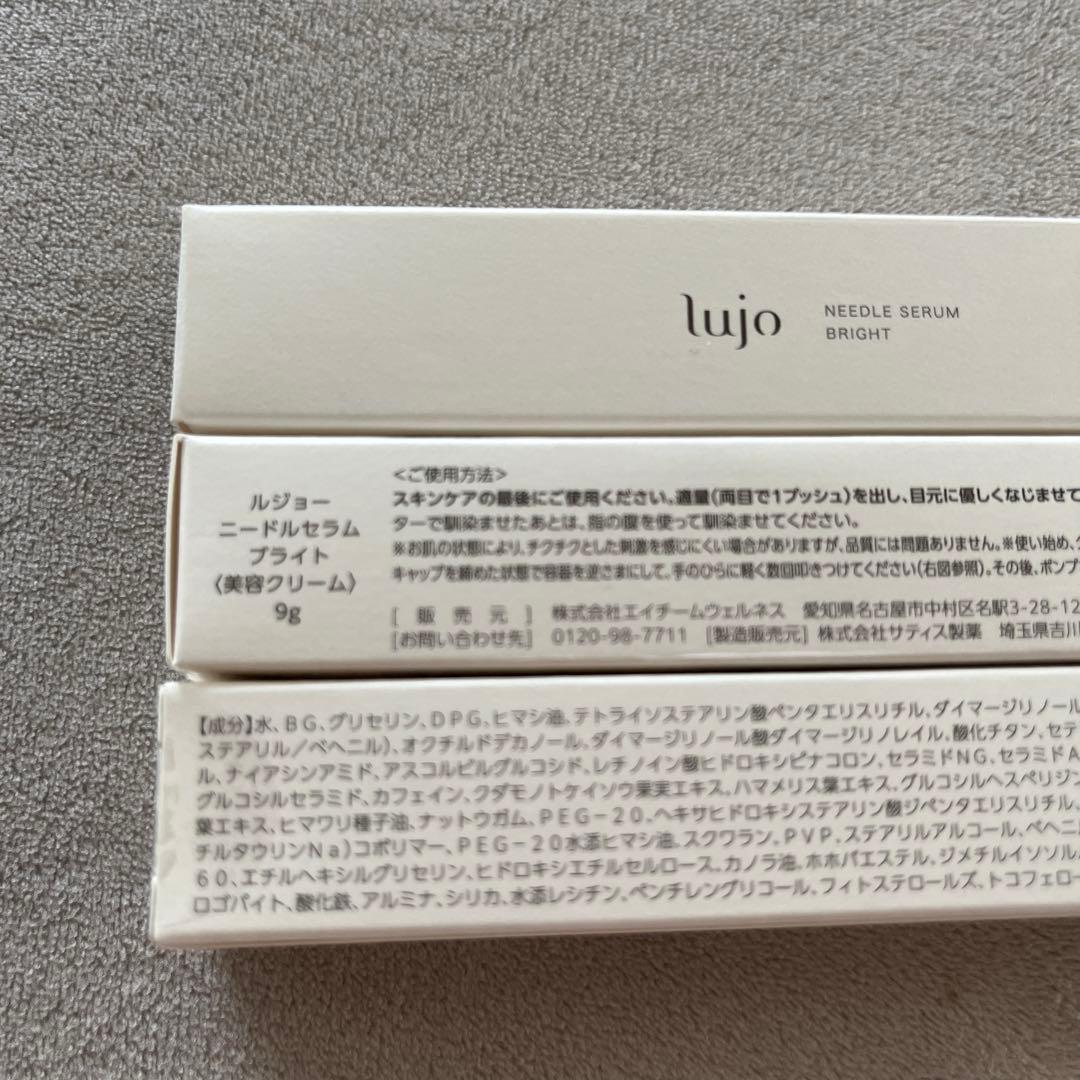 lujo NEEDLE SERUM
BRIGHT
ルジョー
ニードルセラム
ブライト
〈美容クリーム〉
9g
<ご使用方法>
スキンケアの最後にご使用ください。適量(両目で1プッシュ)を出し、目元に優しくなじませて
ターで馴染ませたあとは、指の腹を使って馴染ませてください。
※お肌の状態により、チクチクとした刺激を感じにくい場合がありますが、品質には問題ありません。※使い始め、
キャップを締めた状態で容器を逆さまにして、手のひらに軽く数回叩きつけてください(右図参照)。その後、ポンプ
[販売元] 株式会社エイチームウェルネス 愛知県名古屋市中村区名駅3-28-12
[お問い合わせ先] 0120-98-7711 [製造販売元] 株式会社サティス製薬 埼玉県吉川
【成分】水、BG、グリセリン、DPG、ヒマシ油、テトライソステアリン酸ペンタエリスリチル、ダイマージリノール
ステアリル/ベヘニル)、オクチルドデカノール、ダイマージリノール酸ダイマージリノレイル、酸化チタン、セテ
ル、ナイアシンアミド、アスコルビルグルコシド、レチノイン酸ヒドロキシピナコロン、セラミドNG、セラミドA
グルコシルセラミド、カフェイン、クダモノトケイソウ果実エキス、ハマメリス葉エキス、グルコシルヘスペリジン
葉エキス、ヒマワリ種子油、ナットウガム、PEG-20、ヘキサヒドロキシステアリン酸ジペンタエリスリチル、
チルタウリンNa)コポリマー、PEG-20水添ヒマシ油、スクワラン、PVP、ステアリルアルコール、ベヘニ
60、エチルヘキシルグリセリン、ヒドロキシエチルセルロース、カノラ油、ホホバエステル、ジメチルイソソル
ロゴパイト、酸化鉄、アルミナ、シリカ、水添レシチン、ペンチレングリコール、フィトステロールズ、トコフェロー